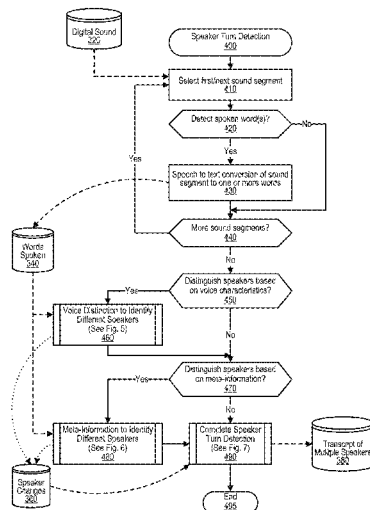 Digital Sound
320
Speaker Turn Detection
400
Select first/next sound segment
410
Detect spoken word(s)?
420
No
Yes
Yes
Speech to text conversion of sound
segment to one or more words
430
More sound segments?
440
Words
Spoken
340
No
Distinguish speakers based
on voice characteristics?
450
Yes
Voice Distinction to Identify
Different Speakers
(See Fig. 5)
460
No
Distinguish speakers based
on meta-information?
470
Yes
No
Meta-Information to Identify
Different Speakers
(See Fig. 6)
480
Complete Speaker
Turn Detection
(See Fig. 7)
490
Transcript of
Multiple Speakers
380
Speaker
Changes
360
End
495